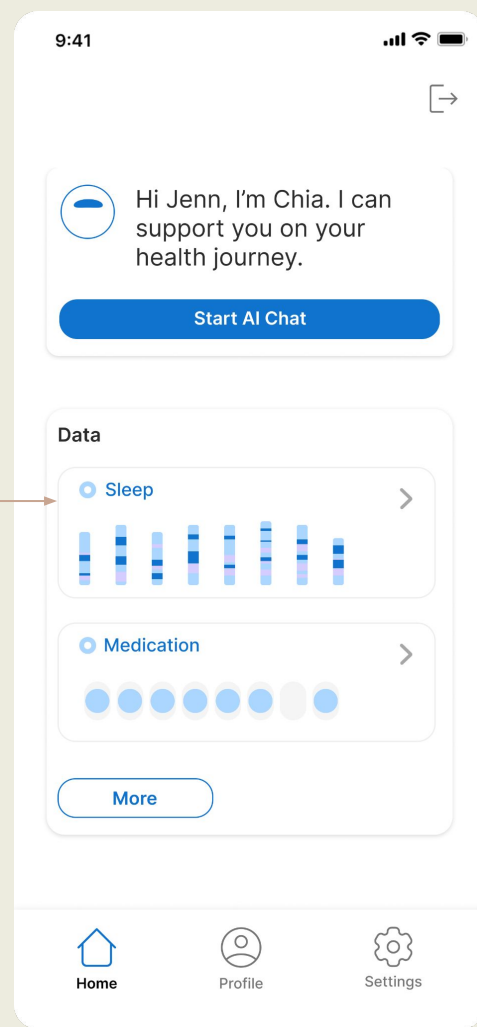 9:41
Hi Jenn, I'm Chia. I can
support you on your
health journey.
Start AI Chat
Data
Sleep
Medication
More
Home
Profile
Settings